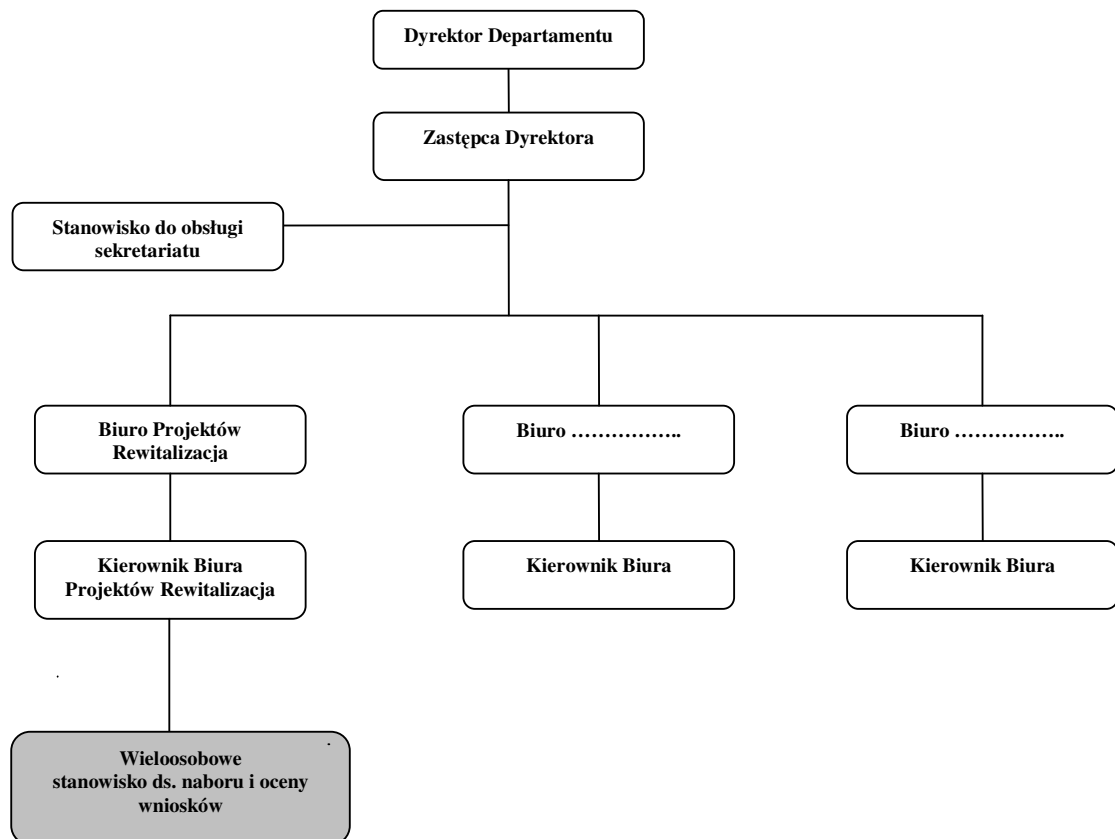 Dyrektor Departamentu
Zastępca Dyrektora
Stanowisko do obsługi
sekretariatu
Biuro Projektów
Rewitalizacja
Biuro ……………..
Biuro ……………..
Kierownik Biura
Projektów Rewitalizacja
Kierownik Biura
Kierownik Biura
Wieloosobowe
stanowisko ds. naboru i oceny
wniosków